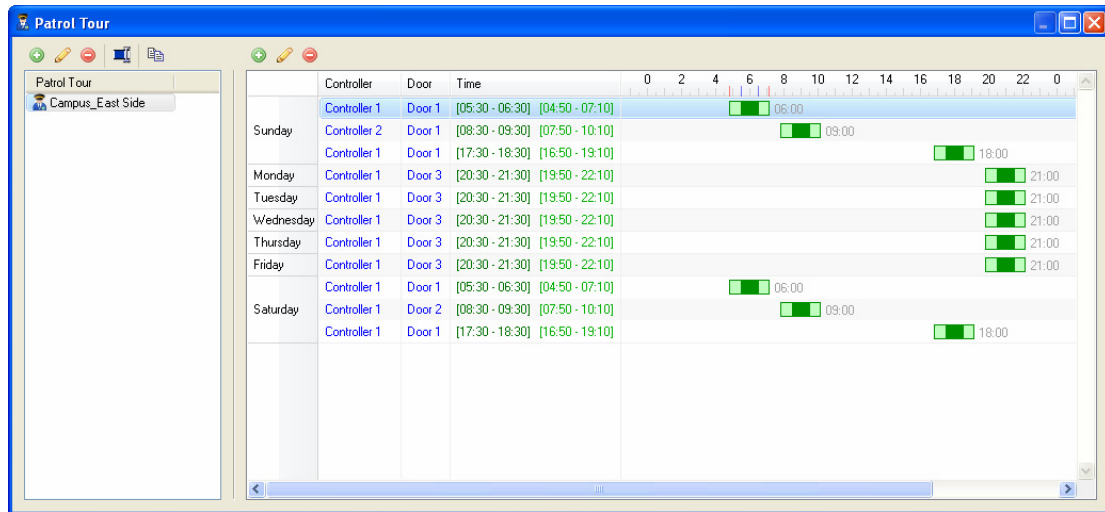 Patrol Tour
Patrol Tour
Campus_East Side
Controller Door Time 0 2 4 6 8 10 12 14 16 18 20 22 0
Controller 1 Door 1 [05:30 - 06:30] [04:50 - 07:10] 06:00
Sunday Controller 2 Door 1 [08:30 - 09:30] [07:50 - 10:10] 09:00
Controller 1 Door 1 [17:30 - 18:30] [16:50 - 19:10] 18:00
Monday Controller 1 Door 3 [20:30 - 21:30] [19:50 - 22:10] 21:00
Tuesday Controller 1 Door 3 [20:30 - 21:30] [19:50 - 22:10] 21:00
Wednesday Controller 1 Door 3 [20:30 - 21:30] [19:50 - 22:10] 21:00
Thursday Controller 1 Door 3 [20:30 - 21:30] [19:50 - 22:10] 21:00
Friday Controller 1 Door 3 [20:30 - 21:30] [19:50 - 22:10] 21:00
Controller 1 Door 1 [05:30 - 06:30] [04:50 - 07:10] 06:00
Saturday Controller 1 Door 2 [08:30 - 09:30] [07:50 - 10:10] 09:00
Controller 1 Door 1 [17:30 - 18:30] [16:50 - 19:10] 18:00